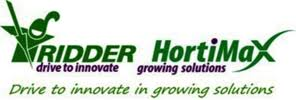 RIDDER HortiMaX
drive to innovate growing solutions
Drive to innovate in growing solutions